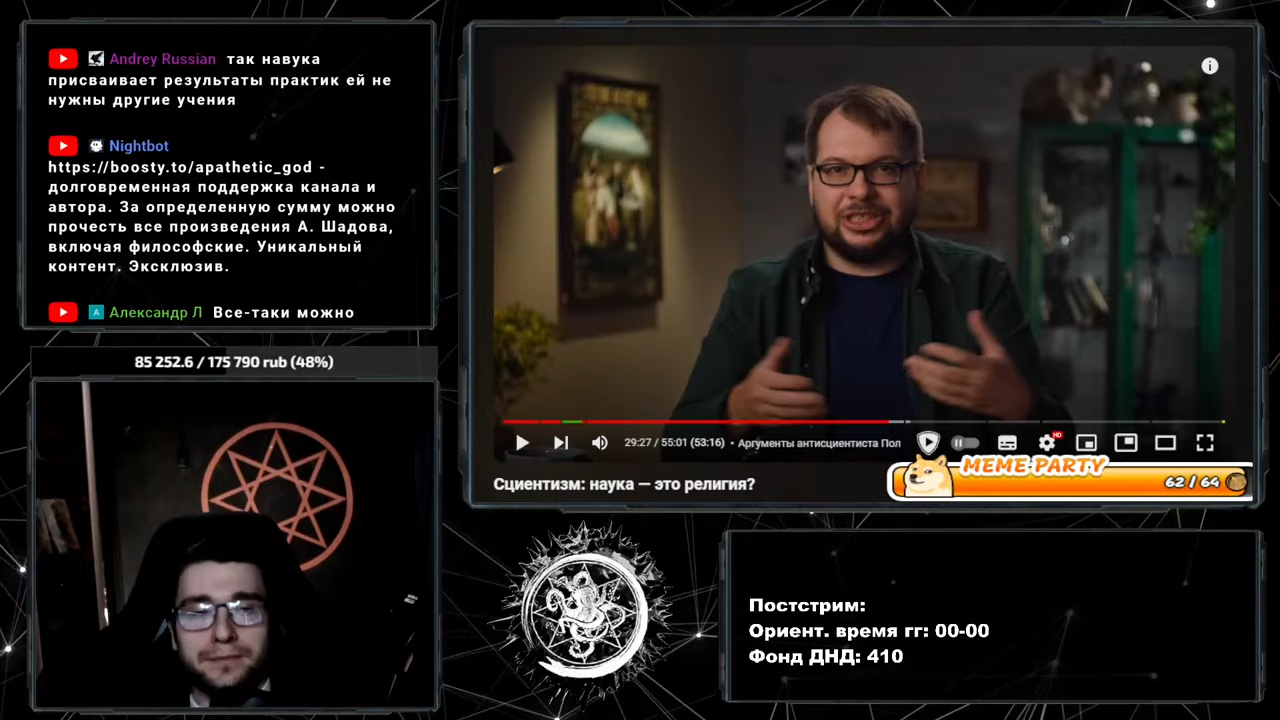 Andrey Russian так навука
присваивает результаты практик ей не
нужны другие учения
Nightbot
https://boosty.to/apathetic_god -
долговременная поддержка канала и
автора. За определенную сумму можно
прочесть все произведения А. Шадова,
включая философские. Уникальный
контент. Эксклюзив.
A Александр Л Все-таки можно
85 252.6 / 175 790 rub (48%)
29:27 / 55:01 (53:16) • Аргументы антисциентиста Пол
HD
Сциентизм: наука — это религия?
MEME PARTY
62 / 64
Постстрим:
Ориент. время гг: 00-00
Фонд ДНД: 410